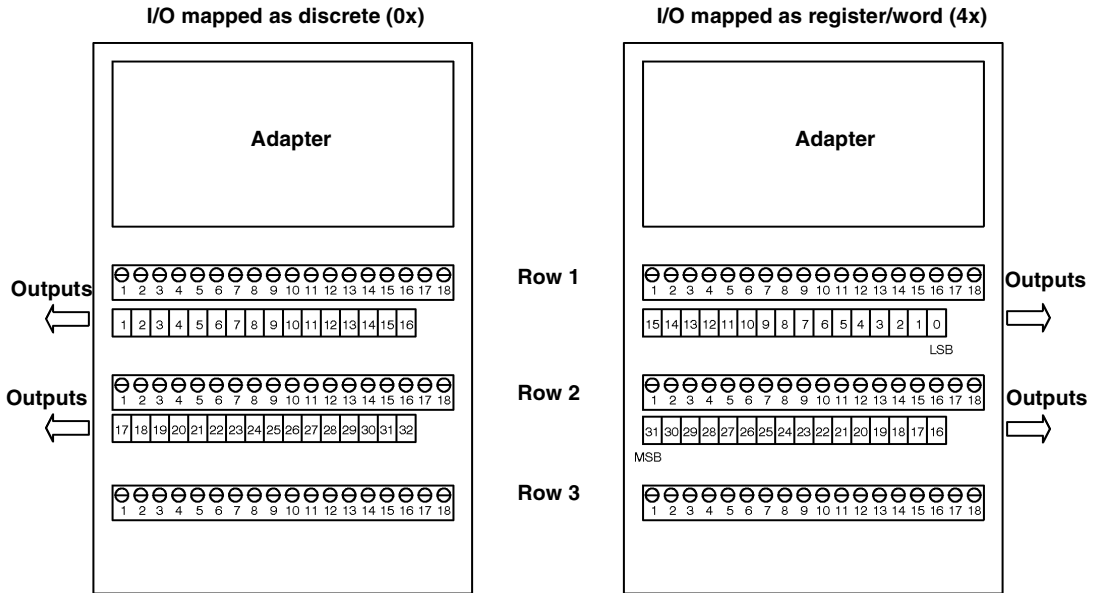 I/O mapped as discrete (0x)
I/O mapped as register/word (4x)
Adapter
Adapter
Row 1
1 2 3 4 5 6 7 8 9 10 11 12 13 14 15 16 17 18
1 2 3 4 5 6 7 8 9 10 11 12 13 14 15 16 17 18
Outputs
Outputs
1 2 3 4 5 6 7 8 9 10 11 12 13 14 15 16
15 14 13 12 11 10 9 8 7 6 5 4 3 2 1 0
LSB
Row 2
1 2 3 4 5 6 7 8 9 10 11 12 13 14 15 16 17 18
1 2 3 4 5 6 7 8 9 10 11 12 13 14 15 16 17 18
Outputs
Outputs
17 18 19 20 21 22 23 24 25 26 27 28 29 30 31 32
31 30 29 28 27 26 25 24 23 22 21 20 19 18 17 16
MSB
Row 3
1 2 3 4 5 6 7 8 9 10 11 12 13 14 15 16 17 18
1 2 3 4 5 6 7 8 9 10 11 12 13 14 15 16 17 18